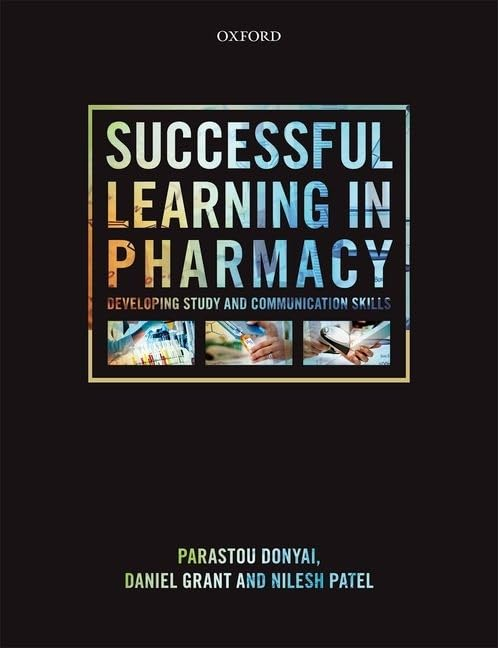 OXFORD
SUCCESSFUL
LEARNING IN
PHARMACY
DEVELOPING STUDY AND COMMUNICATION SKILLS
PARASTOU DONYAI,
DANIEL GRANT AND NILESH PATEL